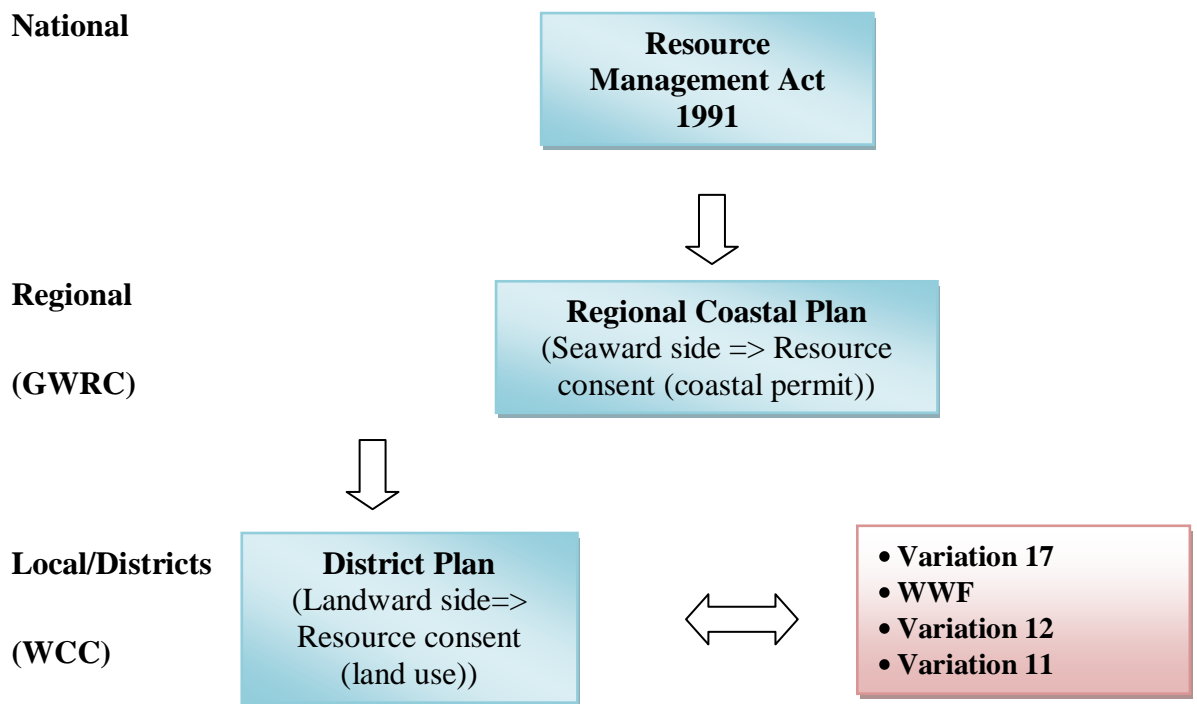 National
Resource
Management Act
1991
Regional
(GWRC)
Regional Coastal Plan
(Seaward side => Resource
consent (coastal permit))
Local/Districts
(WCC)
District Plan
(Landward side=>
Resource consent
(land use))
• Variation 17
• WWF
• Variation 12
• Variation 11